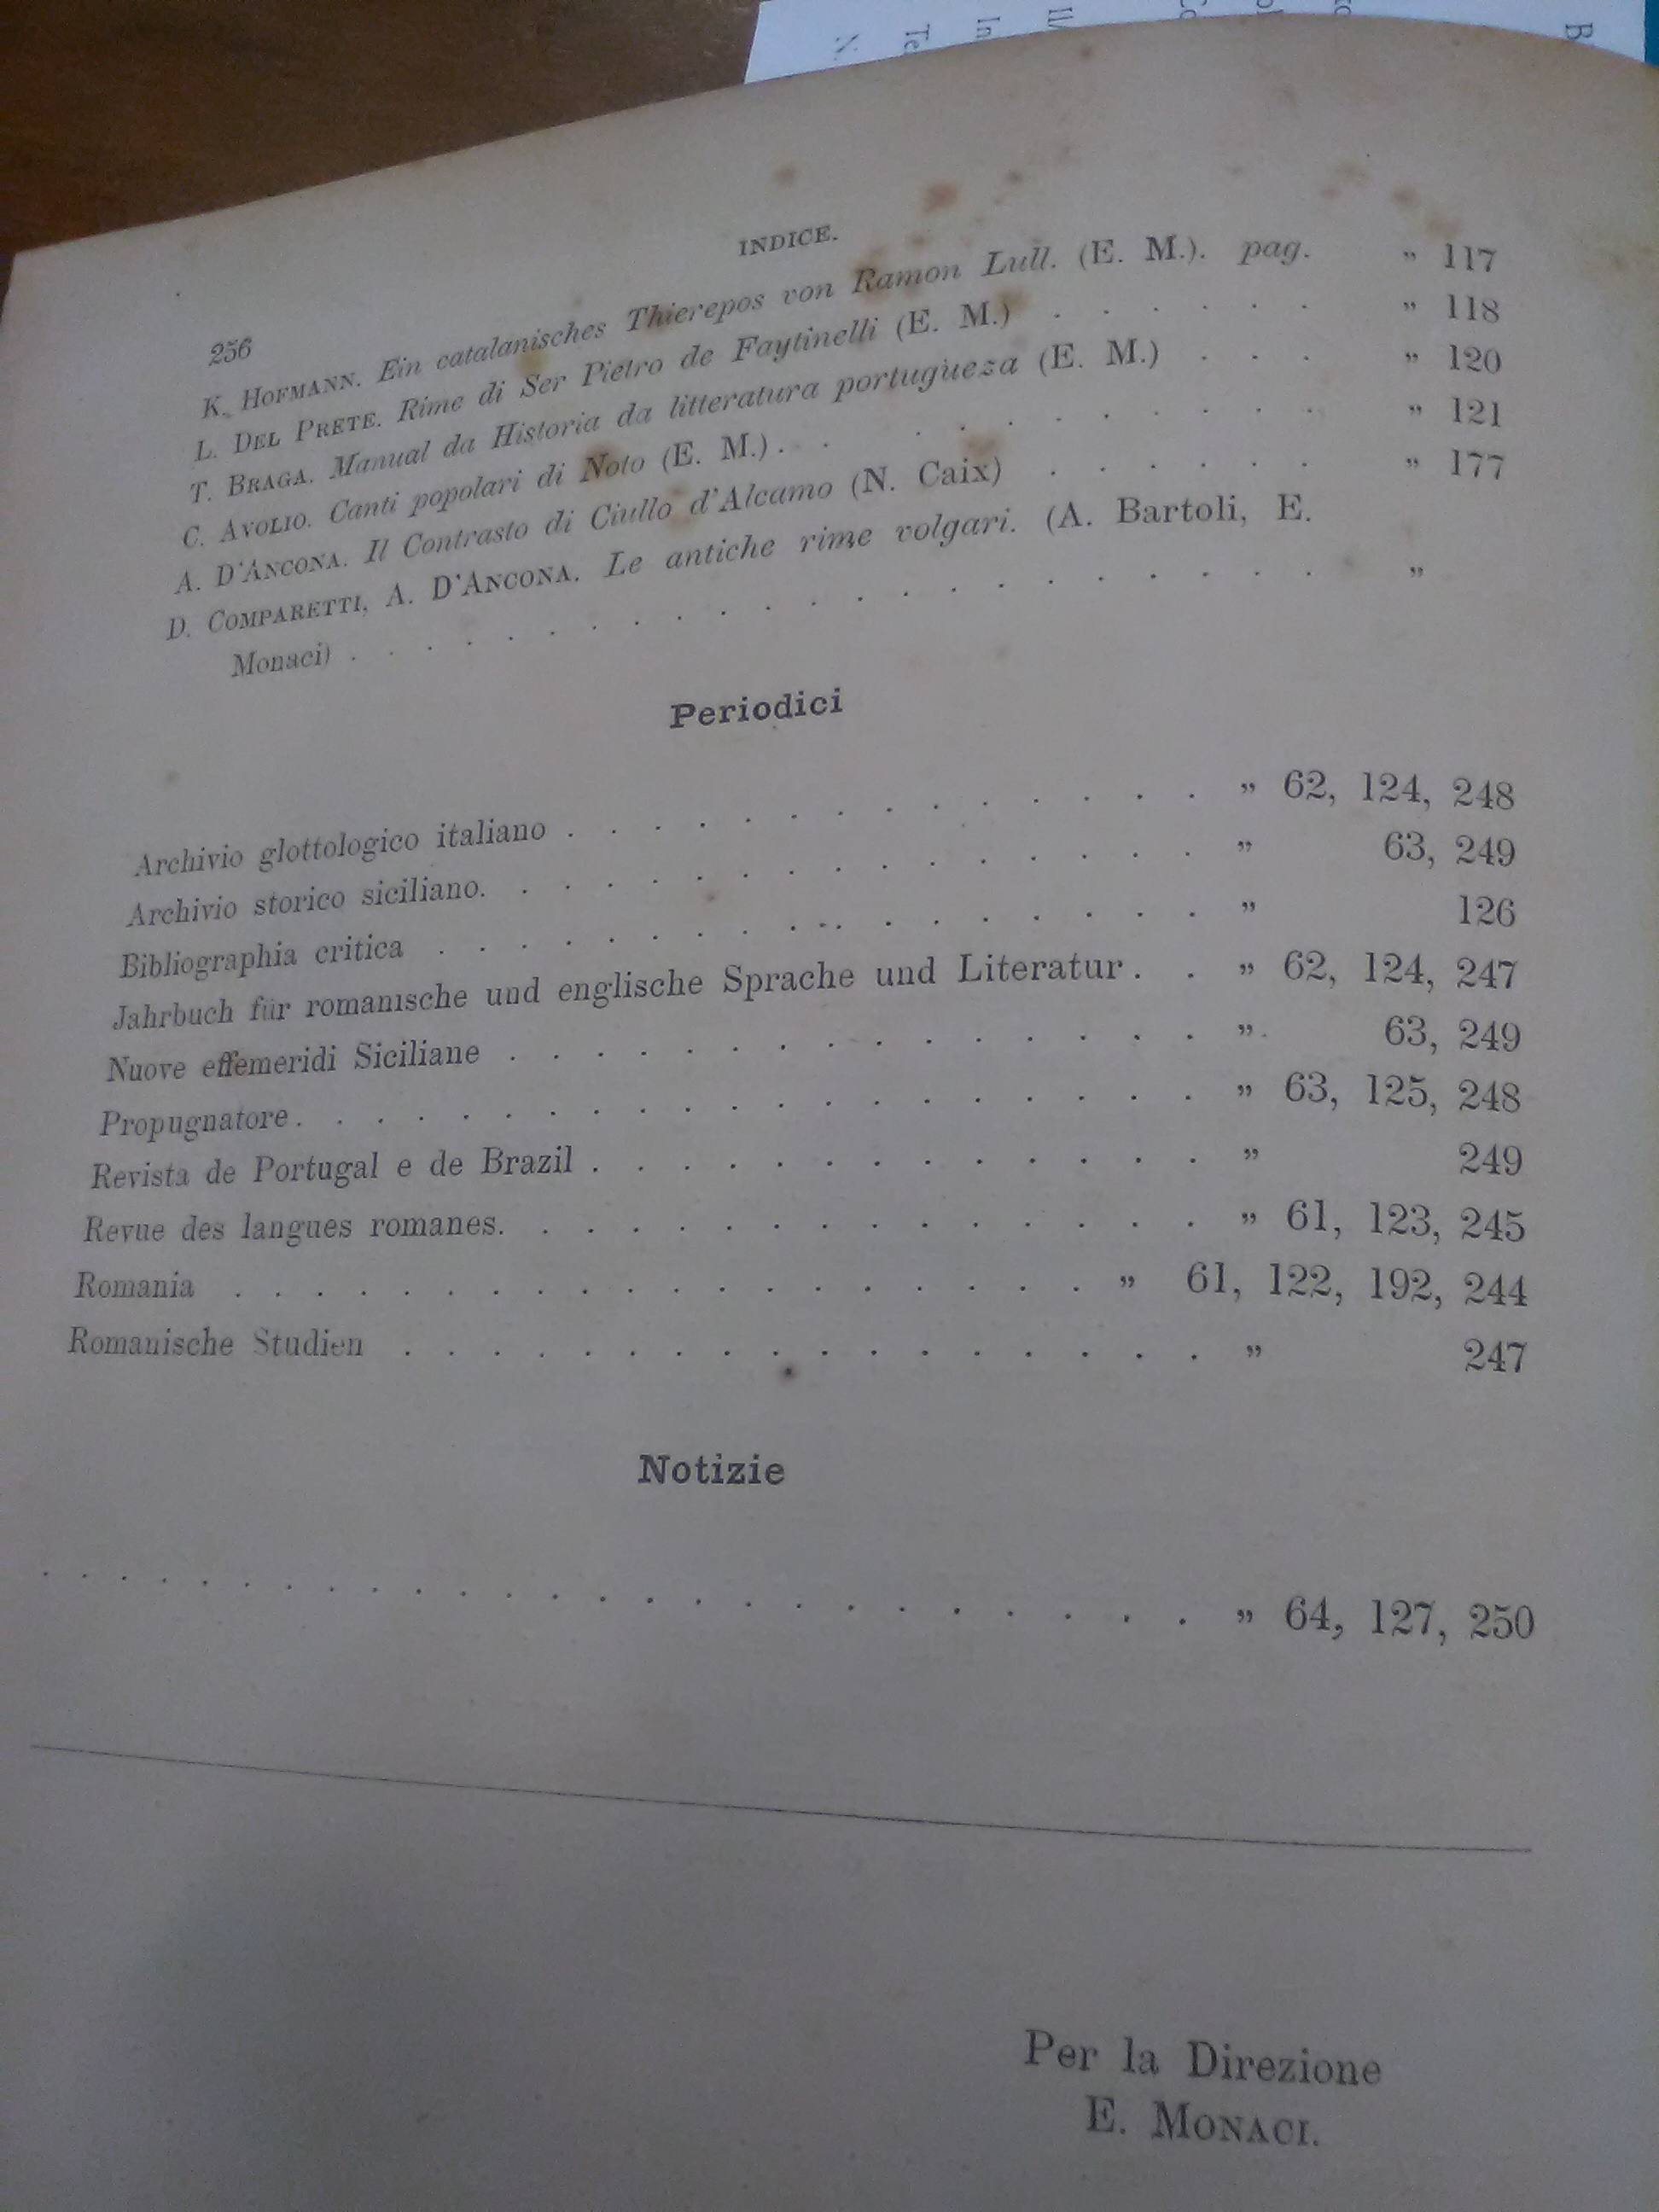 256
INDICE.
K. HOFMANN. Ein catalanisches Thierepos von Ramon Lull. (E. M.). pag. „ 117
L. DEL PRETE. Rime di Ser Pietro de Faytinelli (E. M.) . . . . . . „ 118
T. BRAGA. Manual da Historia da litteratura portugueza (E. M.) . . . „ 120
C. AVOLIO. Canti popolari di Noto (E. M.) . . . . . . . . . . . „ 121
A. D'ANCONA. Il Contrasto di Ciullo d'Alcamo (N. Caix) . . . . . . „ 177
D. COMPARETTI, A. D'ANCONA. Le antiche rime volgari. (A. Bartoli, E.
Monaci) . . . . . . . . . . . . . . . . . . . . . . „
Periodici
Archivio glottologico italiano . . . . . . . . . . . . . . . „ 62, 124, 248
Archivio storico siciliano. . . . . . . . . . . . . . . . . „ 63, 249
Bibliographia critica . . . . . . . . . . . . . . . . . . „ 126
Jahrbuch für romanische und englische Sprache und Literatur . . „ 62, 124, 247
Nuove effemeridi Siciliane . . . . . . . . . . . . . . . . „ 63, 249
Propugnatore. . . . . . . . . . . . . . . . . . . . . „ 63, 125, 248
Revista de Portugal e de Brazil . . . . . . . . . . . . . . „ 249
Revue des langues romanes. . . . . . . . . . . . . . . . „ 61, 123, 245
Romania . . . . . . . . . . . . . . . . . . . . „ 61, 122, 192, 244
Romanische Studien . . . . . . . . . . . . . . . . . . „ 247
Notizie
. . . . . . . . . . . . . . . . . . . . . . . . . „ 64, 127, 250
Per la Direzione
E. MONACI.